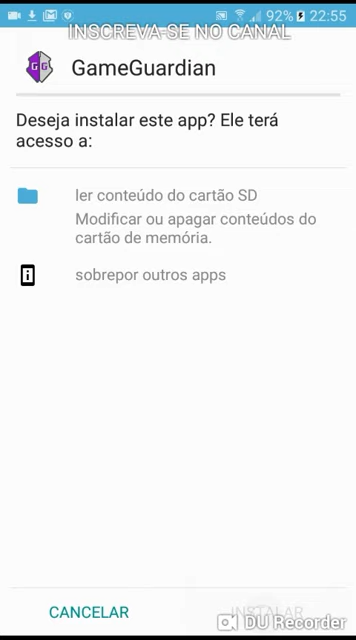 92% 22:55
INSCREVA-SE NO CANAL
GG
GameGuardian
Deseja instalar este app? Ele terá
acesso a:
ler conteúdo do cartão SD
Modificar ou apagar conteúdos do
cartão de memória.
sobrepor outros apps
CANCELAR
INSTALAR
DU Recorder